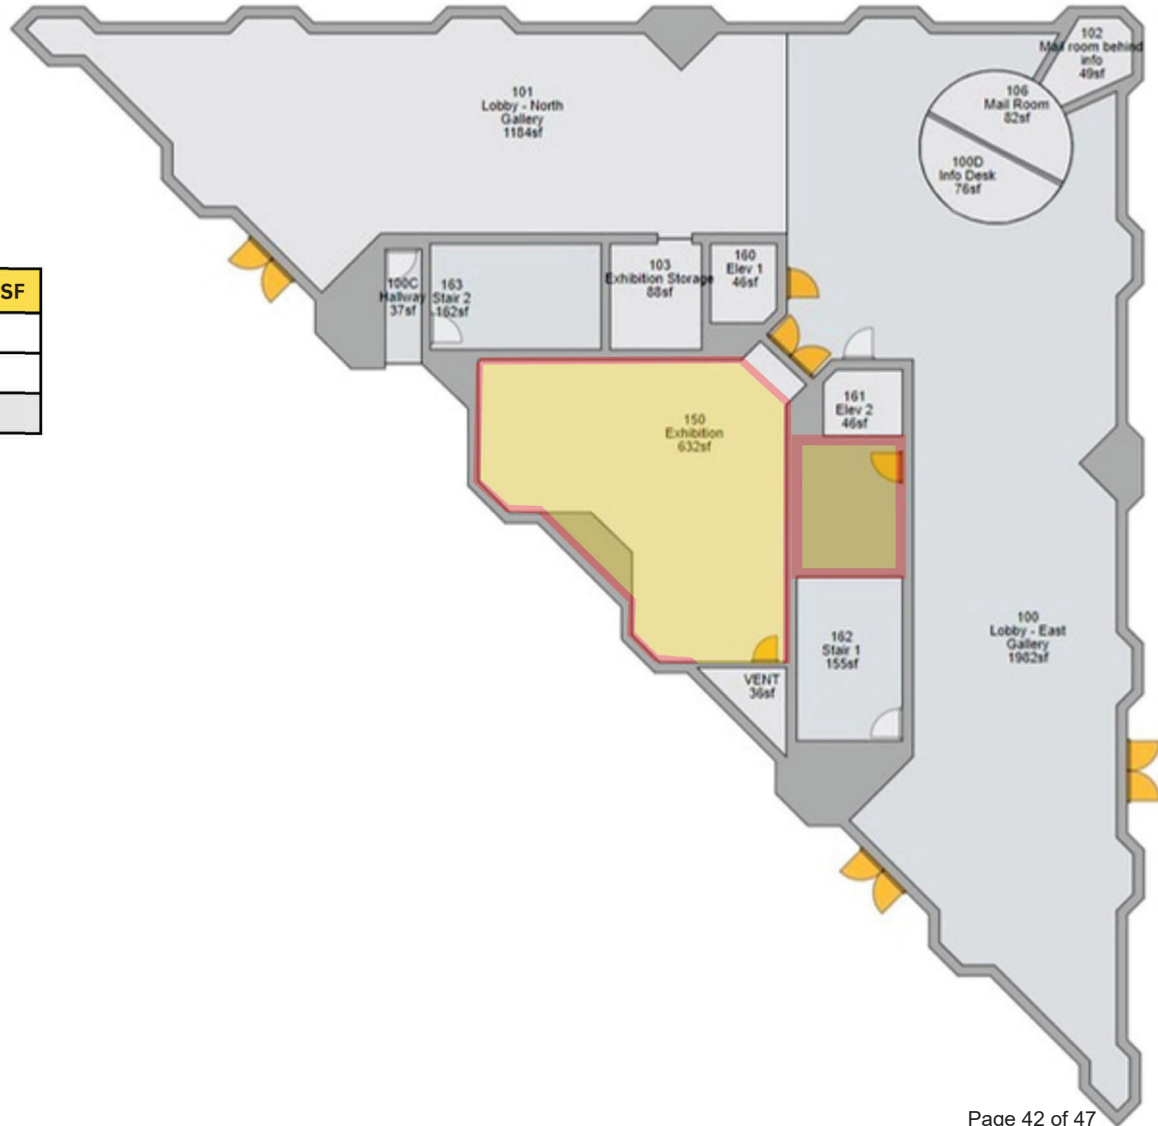 102
Mail room behind
info
49sf
101
Lobby - North
Gallery
1184sf
106
Mail Room
82sf
100D
Info Desk
76sf
SF
100C
Hallway
37sf
163
Stair 2
162sf
103
Exhibition Storage
88sf
160
Elev 1
46sf
161
Elev 2
46sf
150
Exhibition
632sf
100
Lobby - East
Gallery
1982sf
162
Stair 1
155sf
VENT
36sf
Page 42 of 47